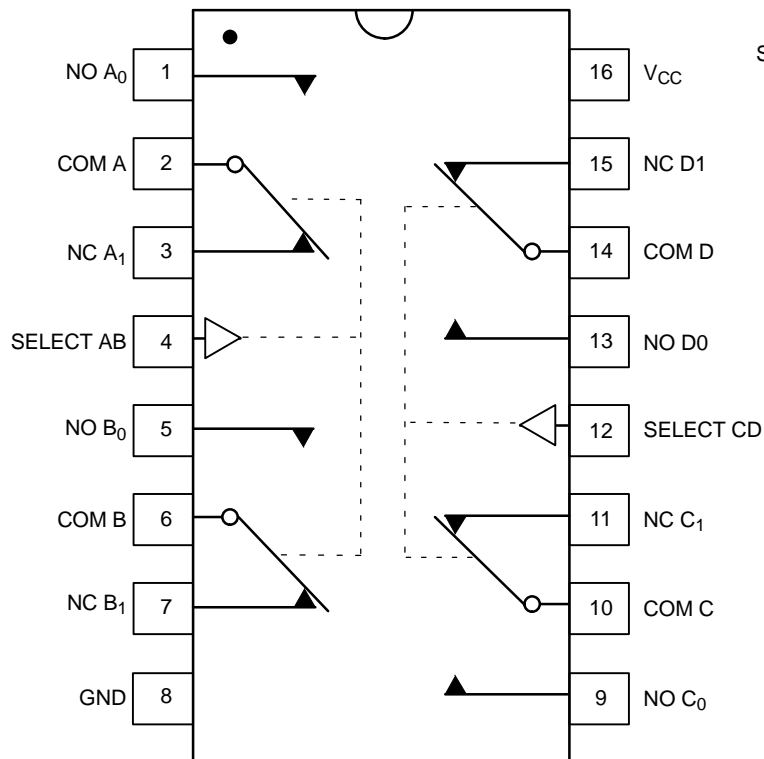 NO A0 1
COM A 2
NC A1 3
SELECT AB 4
NO B0 5
COM B 6
NC B1 7
GND 8
16 VCC
15 NC D1
14 COM D
13 NO D0
12 SELECT CD
11 NC C1
10 COM C
9 NO C0